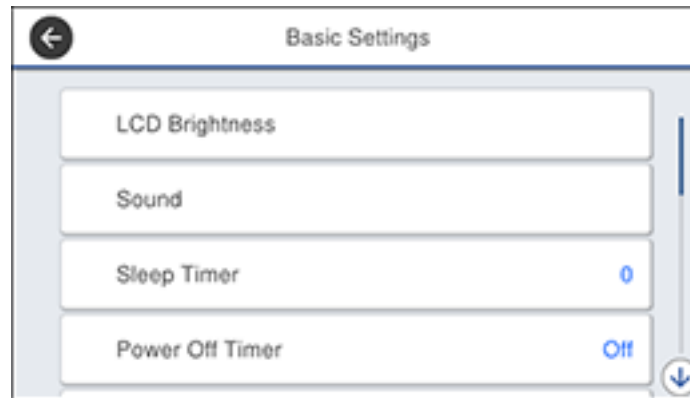 Basic Settings
LCD Brightness
Sound
Sleep Timer 0
Power Off Timer Off